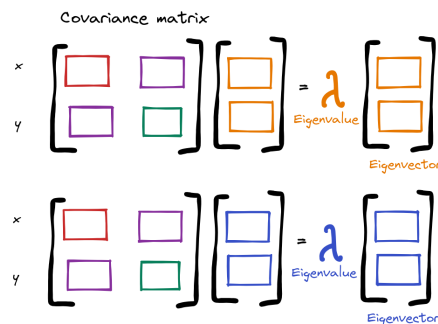 Covariance matrix
x
y
= λ
Eigenvalue
Eigenvector
x
y
= λ
Eigenvalue
Eigenvector